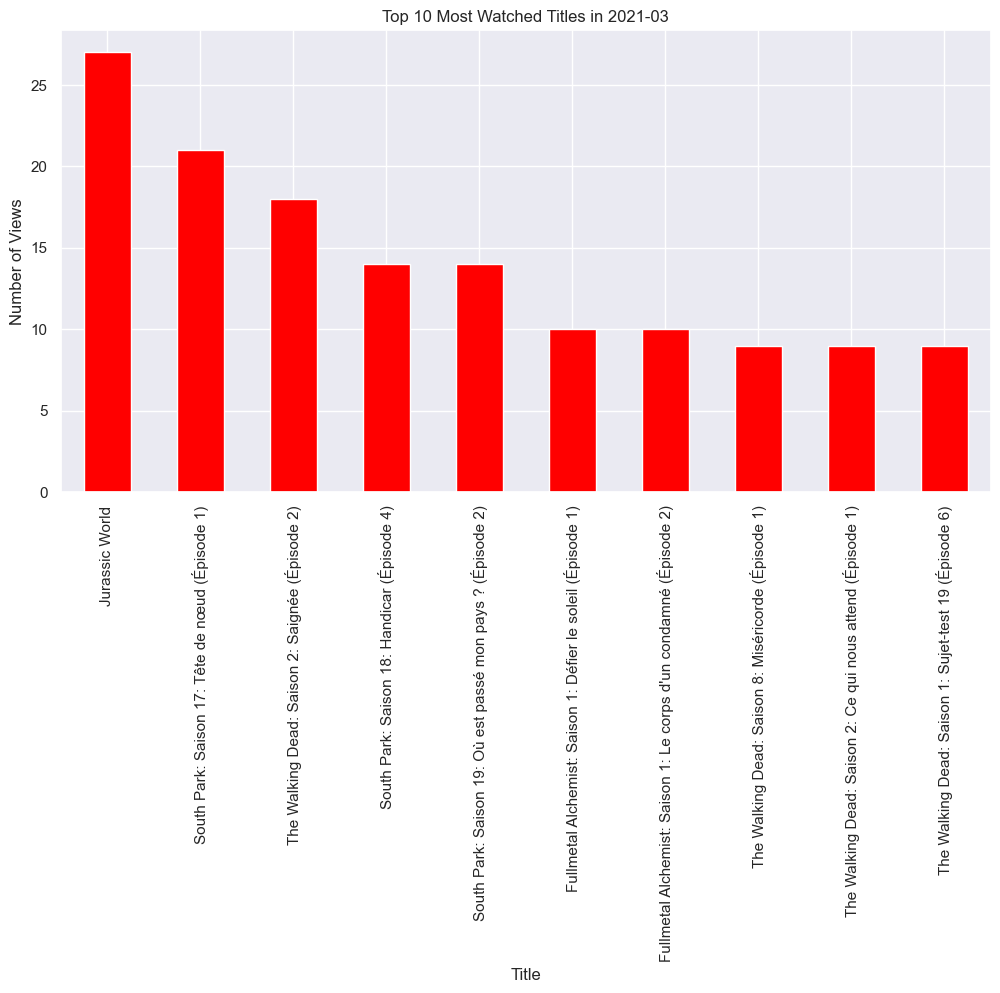 Top 10 Most Watched Titles in 2021-03
Number of Views
25
20
15
10
5
0
Jurassic World
South Park: Saison 17: Tête de nœud (Épisode 1)
The Walking Dead: Saison 2: Saignée (Épisode 2)
South Park: Saison 18: Handicar (Épisode 4)
South Park: Saison 19: Où est passé mon pays ? (Épisode 2)
Fullmetal Alchemist: Saison 1: Défier le soleil (Épisode 1)
Fullmetal Alchemist: Saison 1: Le corps d'un condamné (Épisode 2)
The Walking Dead: Saison 8: Miséricorde (Épisode 1)
The Walking Dead: Saison 2: Ce qui nous attend (Épisode 1)
The Walking Dead: Saison 1: Sujet-test 19 (Épisode 6)
Title